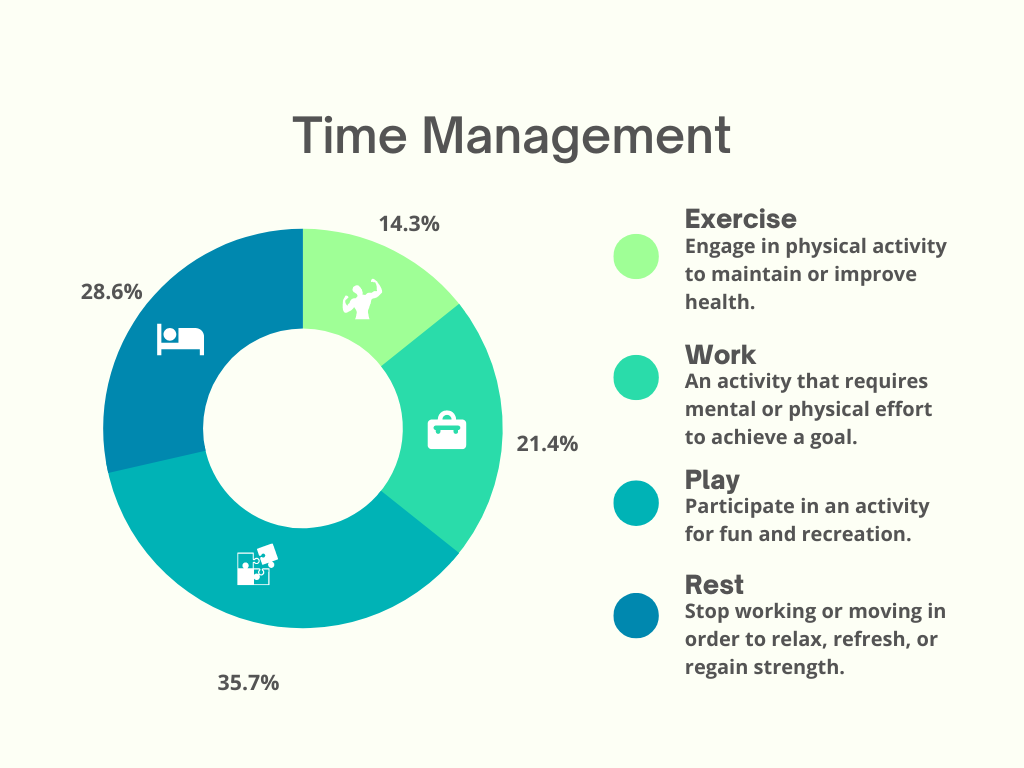 Time Management
14.3%
28.6%
21.4%
35.7%
Exercise
Engage in physical activity
to maintain or improve
health.
Work
An activity that requires
mental or physical effort
to achieve a goal.
Play
Participate in an activity
for fun and recreation.
Rest
Stop working or moving in
order to relax, refresh, or
regain strength.